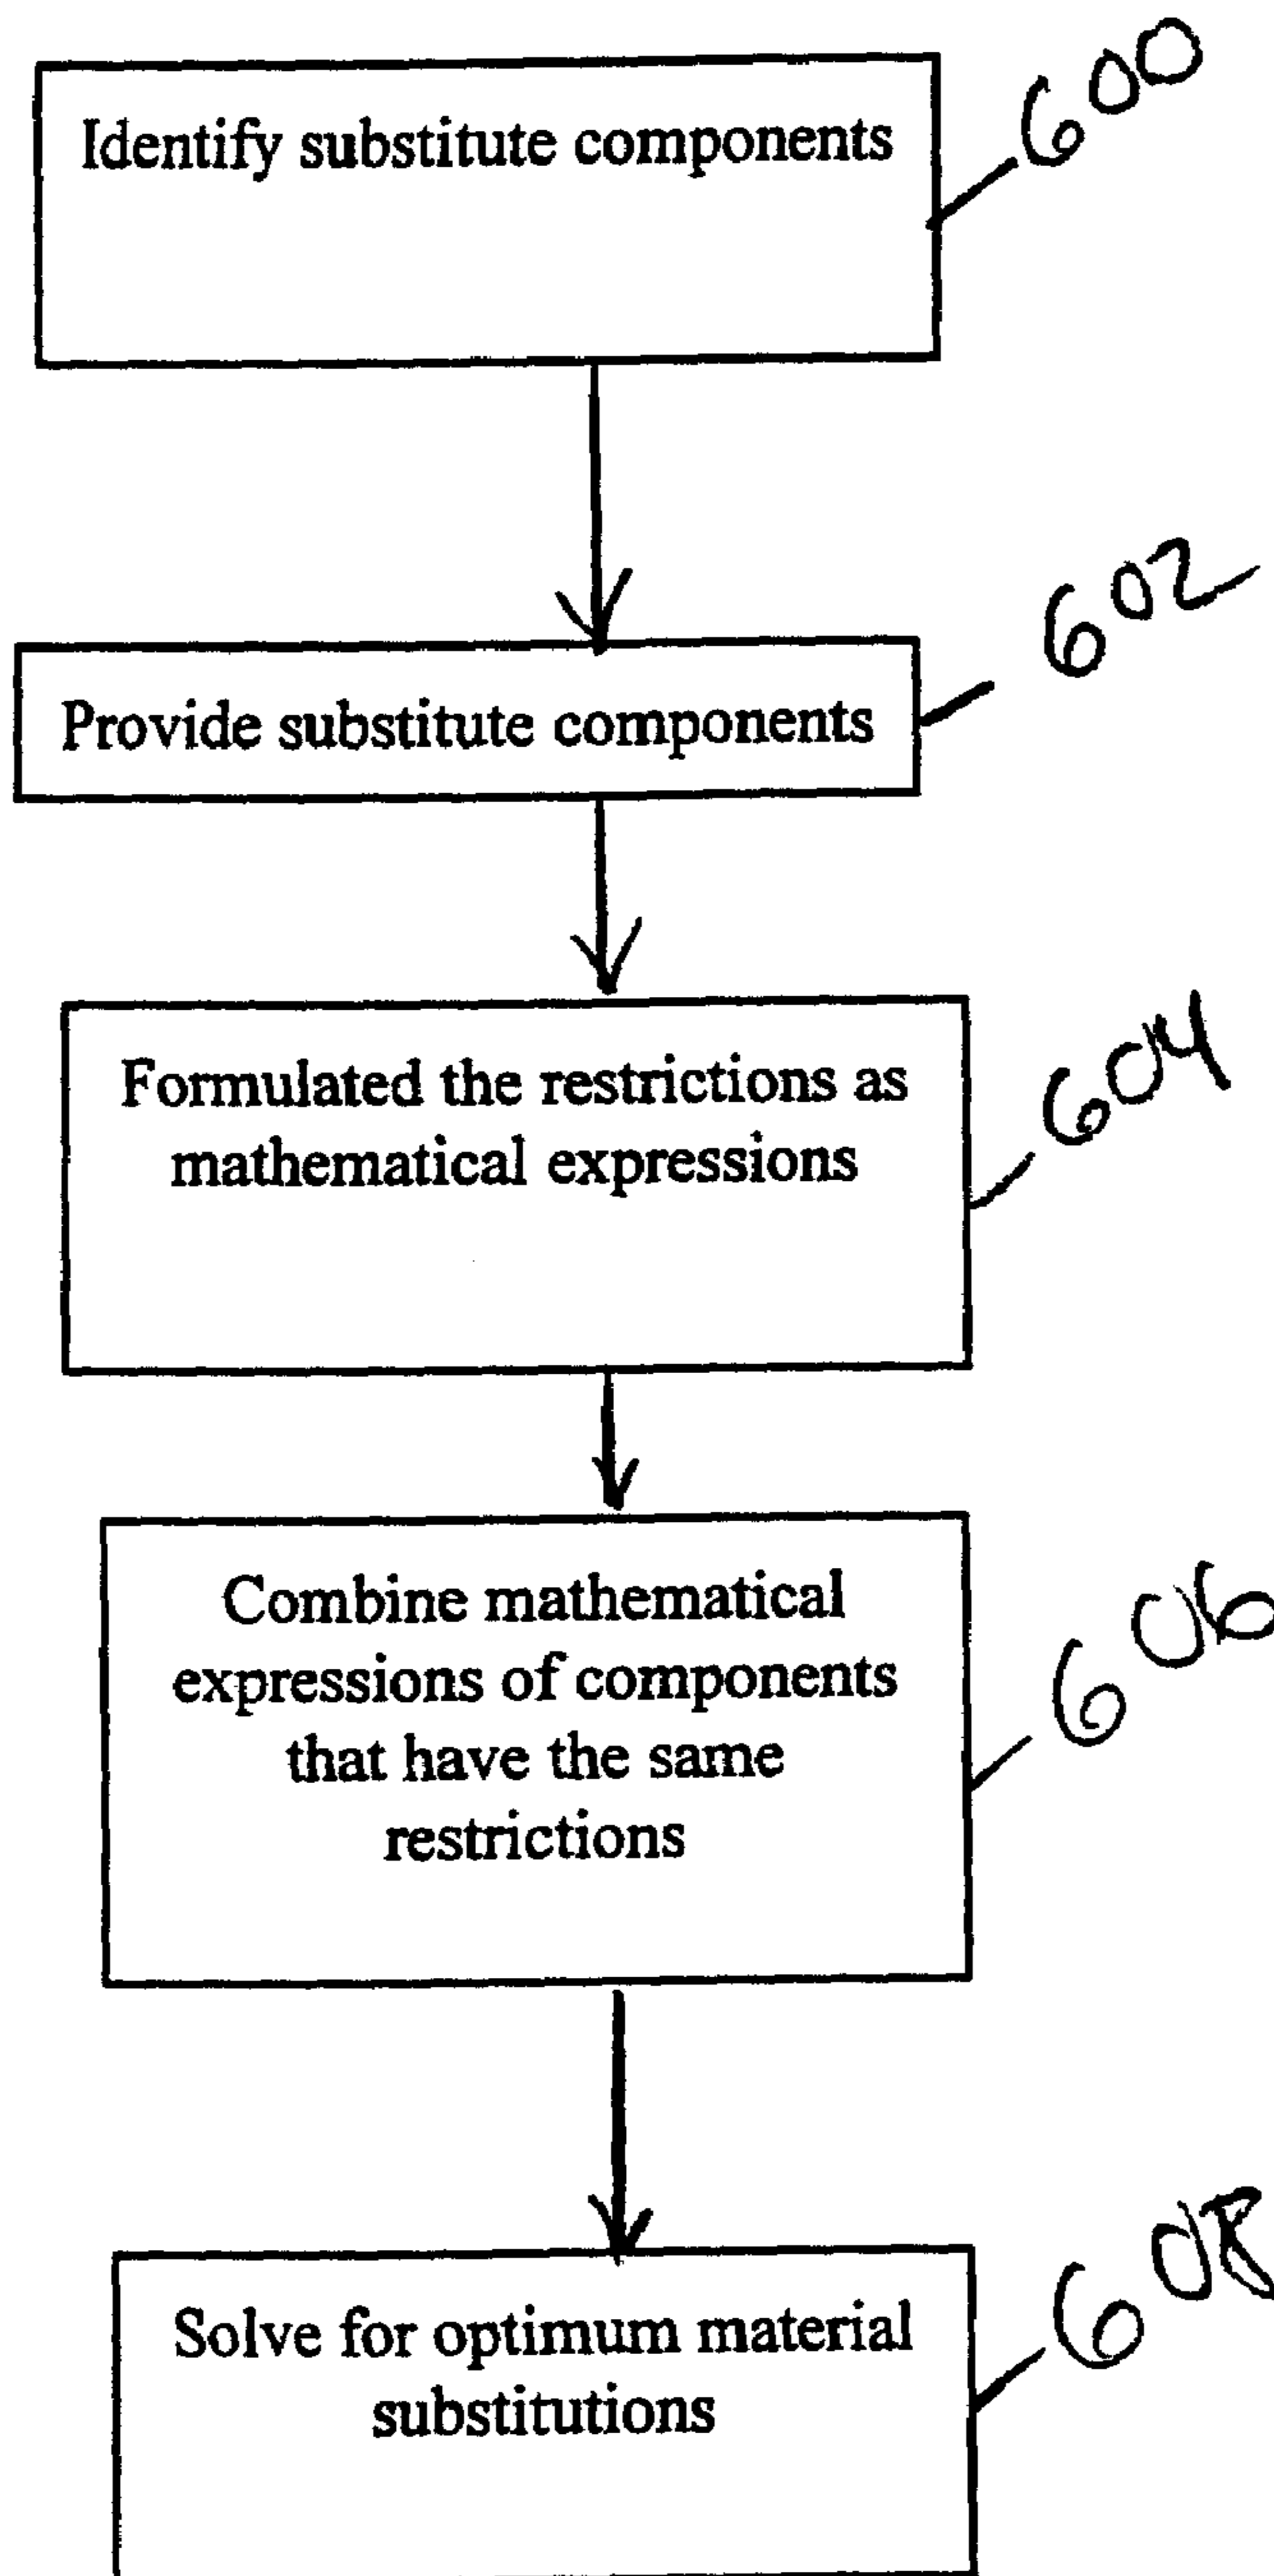 Identify substitute components
600
Provide substitute components
602
Formulated the restrictions as
mathematical expressions
604
Combine mathematical
expressions of components
that have the same
restrictions
606
Solve for optimum material
substitutions
608